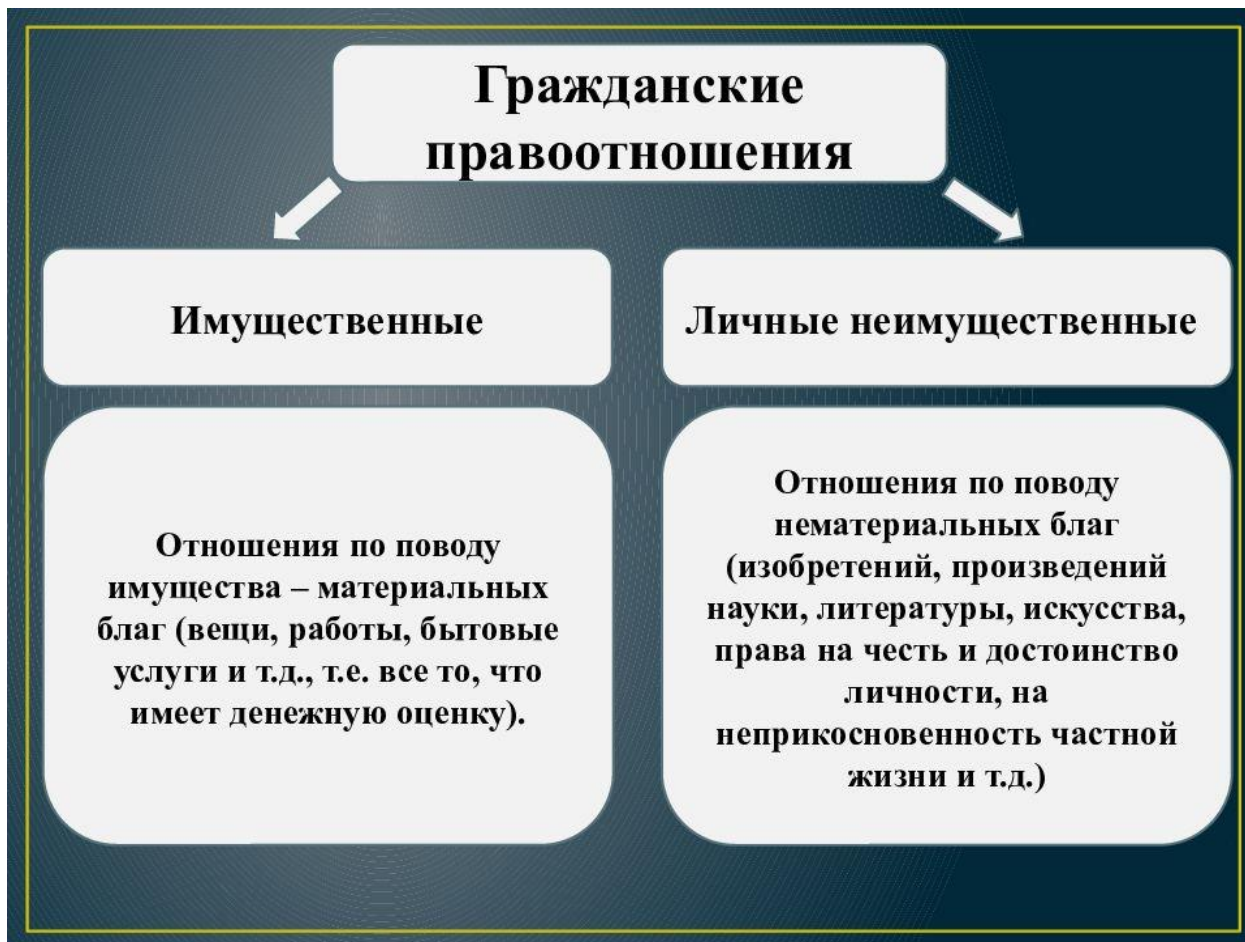 Гражданские
правоотношения
Имущественные
Личные неимущественные
Отношения по поводу
имущества – материальных
благ (вещи, работы, бытовые
услуги и т.д., т.е. все то, что
имеет денежную оценку).
Отношения по поводу
нематериальных благ
(изобретений, произведений
науки, литературы, искусства,
права на честь и достоинство
личности, на
неприкосновенность частной
жизни и т.д.)